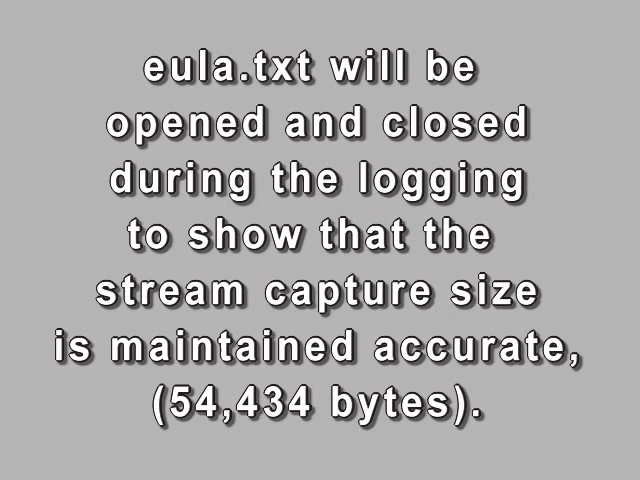 eula.txt will be
opened and closed
during the logging
to show that the
stream capture size
is maintained accurate,
(54,434 bytes).